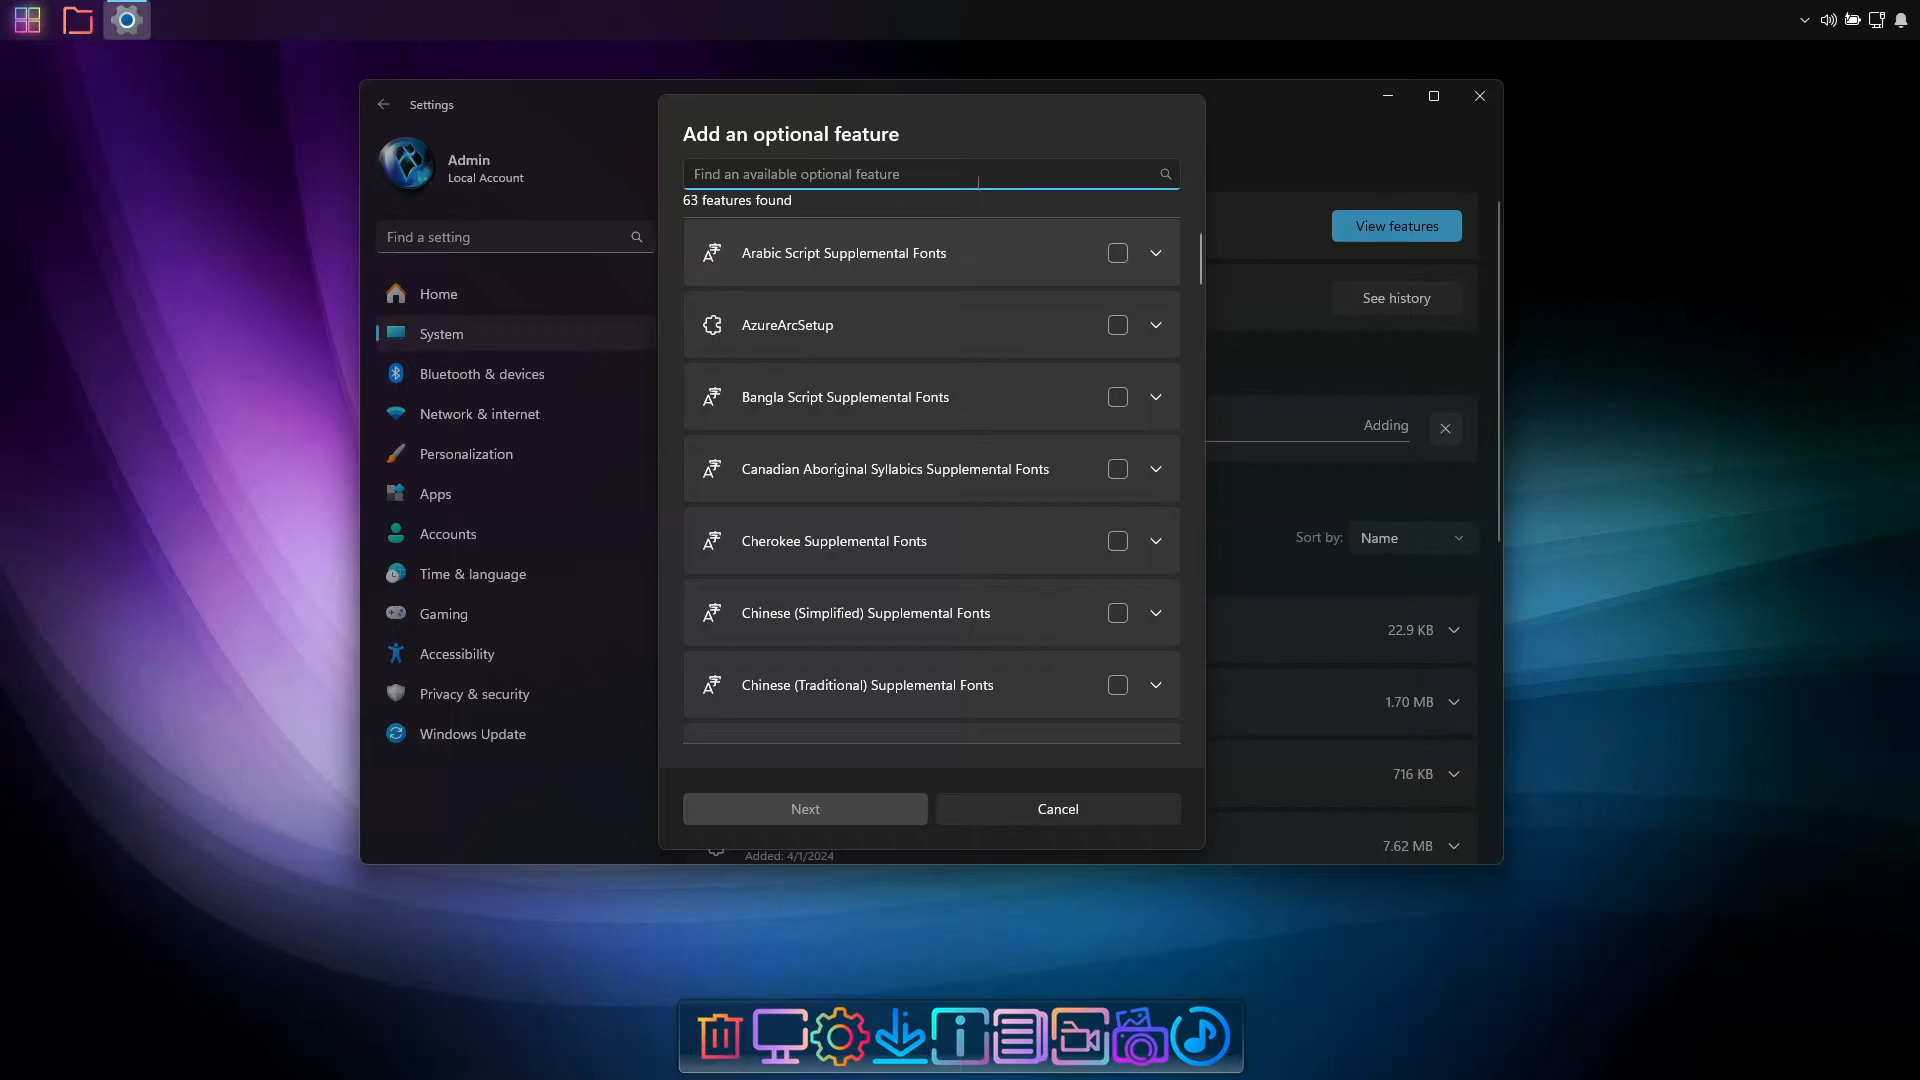 Settings
Admin
Local Account
Find a setting
Home
System
Bluetooth & devices
Network & internet
Personalization
Apps
Accounts
Time & language
Gaming
Accessibility
Privacy & security
Windows Update
Add an optional feature
Find an available optional feature
63 features found
Arabic Script Supplemental Fonts
AzureArcSetup
Bangla Script Supplemental Fonts
Canadian Aboriginal Syllabics Supplemental Fonts
Cherokee Supplemental Fonts
Chinese (Simplified) Supplemental Fonts
Chinese (Traditional) Supplemental Fonts
Next
Cancel
Added: 4/1/2024
View features
See history
Adding
Sort by: Name
22.9 KB
1.70 MB
716 KB
7.62 MB